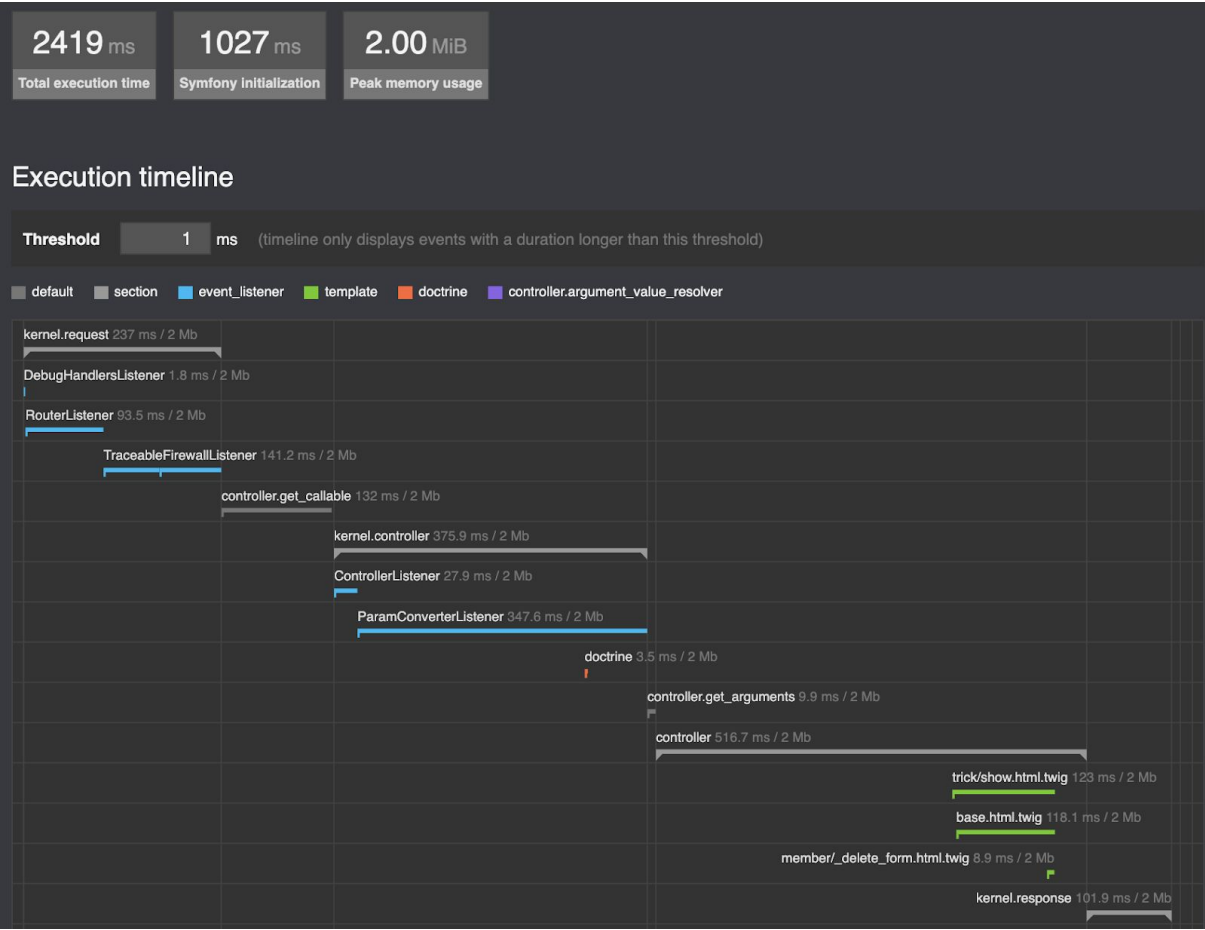 2419 ms 1027 ms 2.00 MiB
Total execution time Symfony initialization Peak memory usage
Execution timeline
Threshold 1 ms (timeline only displays events with a duration longer than this threshold)
default section event_listener template doctrine controller.argument_value_resolver
kernel.request 237 ms / 2 Mb
DebugHandlersListener 1.8 ms / 2 Mb
RouterListener 93.5 ms / 2 Mb
TraceableFirewallListener 141.2 ms / 2 Mb
controller.get_callable 132 ms / 2 Mb
kernel.controller 375.9 ms / 2 Mb
ControllerListener 27.9 ms / 2 Mb
ParamConverterListener 347.6 ms / 2 Mb
doctrine 3.5 ms / 2 Mb
controller.get_arguments 9.9 ms / 2 Mb
controller 516.7 ms / 2 Mb
trick/show.html.twig 123 ms / 2 Mb
base.html.twig 118.1 ms / 2 Mb
member/_delete_form.html.twig 8.9 ms / 2 Mb
kernel.response 101.9 ms / 2 Mb